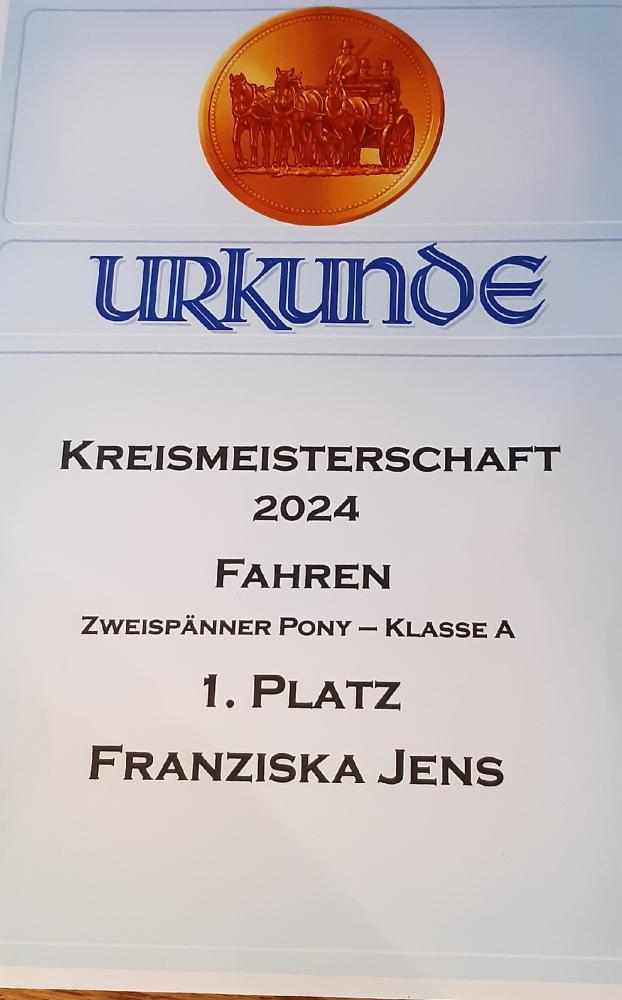 URKUNDE
KREISMEISTERSCHAFT
2024
FAHREN
ZWEISPÄNNER PONY – KLASSE A
1. PLATZ
FRANZISKA JENS